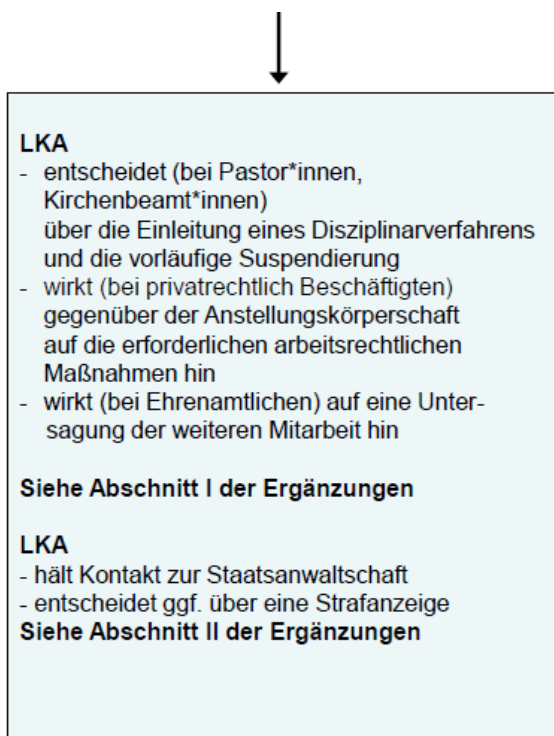 LKA
- entscheidet (bei Pastor*innen,
Kirchenbeamt*innen)
über die Einleitung eines Disziplinarverfahrens
und die vorläufige Suspendierung
- wirkt (bei privatrechtlich Beschäftigten)
gegenüber der Anstellungskörperschaft
auf die erforderlichen arbeitsrechtlichen
Maßnahmen hin
- wirkt (bei Ehrenamtlichen) auf eine Unter-
sagung der weiteren Mitarbeit hin
Siehe Abschnitt I der Ergänzungen
LKA
- hält Kontakt zur Staatsanwaltschaft
- entscheidet ggf. über eine Strafanzeige
Siehe Abschnitt II der Ergänzungen